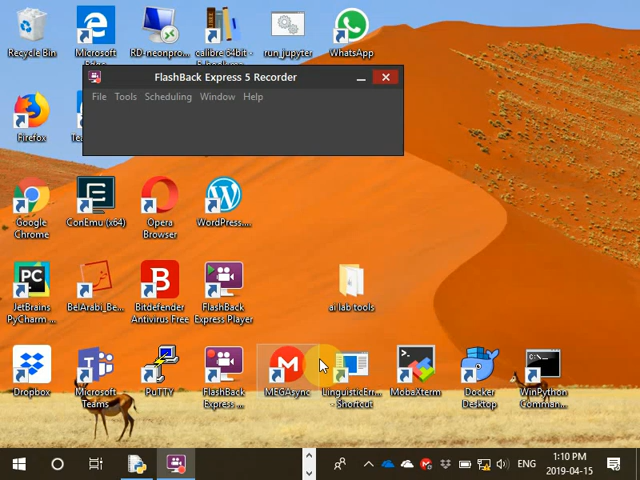 Recycle Bin
Microsoft
RD-neonpro...
calibre 64bit -
run_jupyter
WhatsApp
FlashBack Express 5 Recorder
File Tools Scheduling Window Help
Firefox
Google
Chrome
ConEmu (x64)
Opera
Browser
WordPress....
JetBrains
PyCharm ...
BelArabi_Be...
Bitdefender
Antivirus Free
FlashBack
Express Player
ai lab tools
Dropbox
Microsoft
Teams
PuTTY
FlashBack
Express ...
MEGAsync
LinguisticErr...
- Shortcut
MobaXterm
Docker
Desktop
WinPython
Comman...
ENG
1:10 PM
2019-04-15